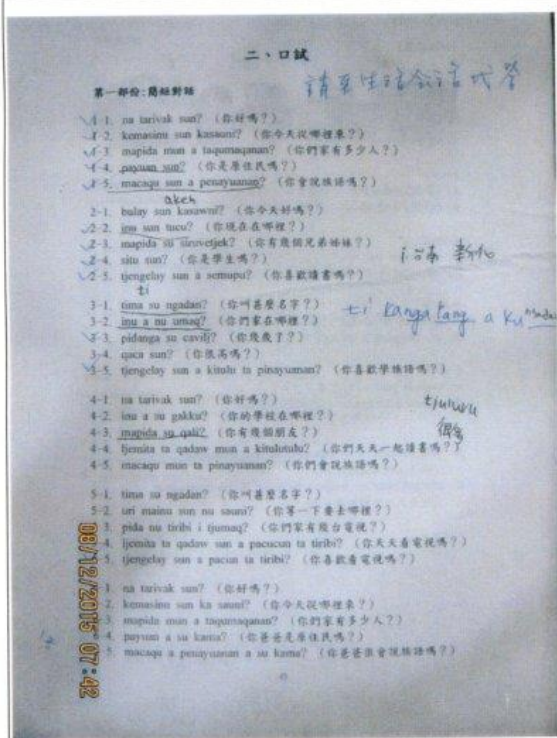 二、口試
第一部份:簡短對話
1-1. na tarivak sun? (你好嗎?)
1-2. kemasinu sun kasauni? (你今天從哪裡來?)
1-3. mapida mun a taqumaqanan? (你們家有多少人?)
1-4. payuan sun? (你是原住民嗎?)
1-5. macaqu sun a penayuanan? (你會說族語嗎?)
2-1. bulay sun kasawni? (你今天好嗎?)
2-2. inu sun tucu? (你現在在哪裡?)
2-3. mapida su siruvetjek? (你有幾個兄弟姊妹?)
2-4. situ sun? (你是學生嗎?)
2-5. tjengelay sun a semupu? (你喜歡讀書嗎?)
ti
3-1. tima su ngadan? (你叫甚麼名字?)
3-2. inu a nu umaq? (你們家在哪裡?)
3-3. pidanga su cavilj? (你幾歲了?)
3-4. qaca sun? (你很高嗎?)
3-5. tjengelay sun a kitulu ta pinayuanan? (你喜歡學族語嗎?)
4-1. na tarivak sun? (你好嗎?)
4-2. inu a su gakku? (你的學校在哪裡?)
4-3. mapida su qali? (你有幾個朋友?)
4-4. ljemita ta qadaw mun a kitulutulu? (你們天天一起讀書嗎?)
4-5. macaqu mun ta pinayuanan? (你們會說族語嗎?)
5-1. tima su ngadan? (你叫甚麼名字?)
5-2. uri mainu sun nu sauni? (你等一下要去哪裡?)
3. pida nu tiribi i tjumaq? (你們家有幾台電視?)
4. ljemita ta qadaw sun a pacucun ta tiribi? (你天天看電視嗎?)
5. tjengelay sun a pacun ta tiribi? (你喜歡看電視嗎?)
1. na tarivak sun? (你好嗎?)
2. kemasinu sun ka sauni? (你今天從哪裡來?)
3. mapida mun a taqumaqanan? (你們家有多少人?)
4. payuan a su kama? (你爸爸是原住民嗎?)
5. macaqu a penayuanan a su kama? (你爸爸很會說族語嗎?)
08/12/2015 07:42